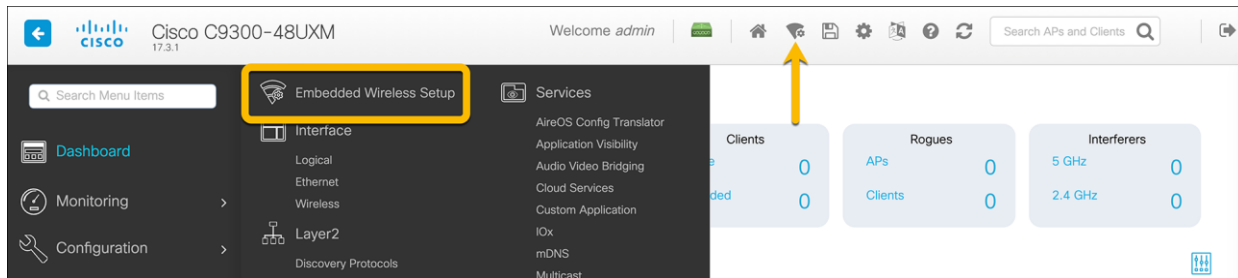 CISCO
Cisco C9300-48UXM
17.3.1
Welcome admin
Search APs and Clients
Search Menu Items
Dashboard
Monitoring
Configuration
Embedded Wireless Setup
Interface
Logical
Ethernet
Wireless
Layer2
Discovery Protocols
Services
AireOS Config Translator
Application Visibility
Audio Video Bridging
Cloud Services
Custom Application
IOx
mDNS
Multicast
Clients
e 0
ded 0
Rogues
APs 0
Clients 0
Interferers
5 GHz 0
2.4 GHz 0